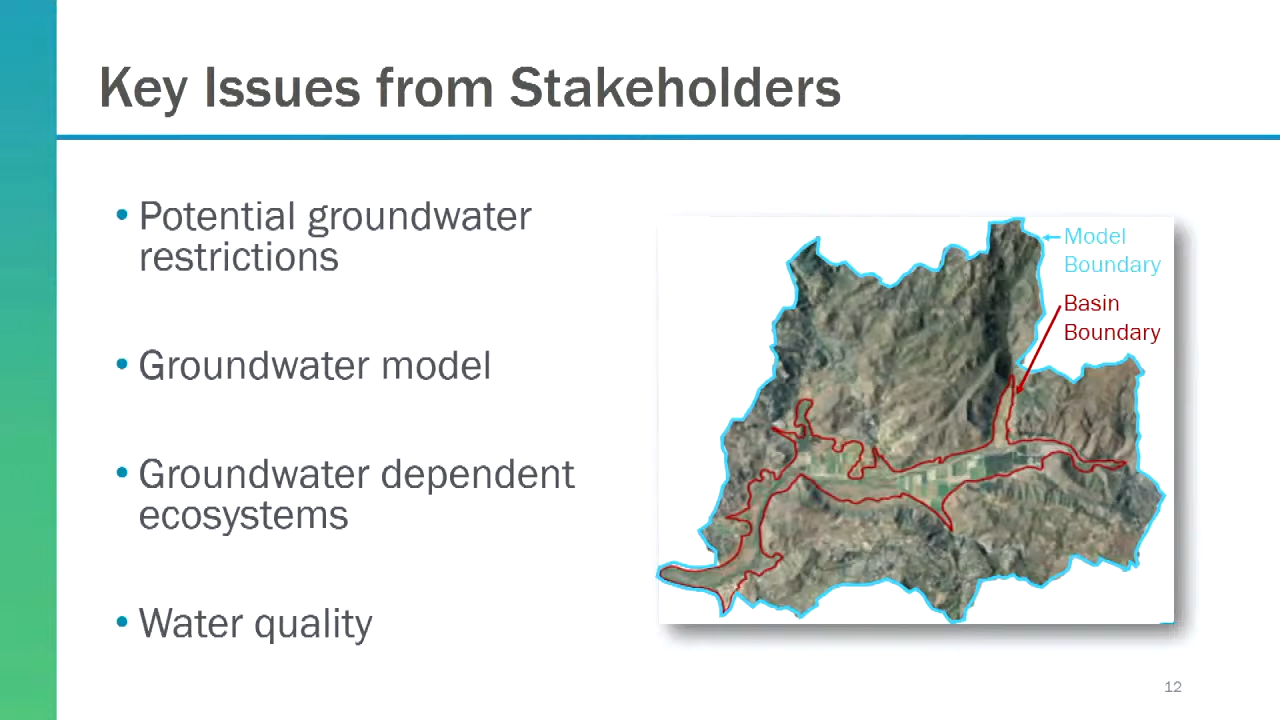 Key Issues from Stakeholders
• Potential groundwater
restrictions
• Groundwater model
• Groundwater dependent
ecosystems
• Water quality
Model
Boundary
Basin
Boundary
12